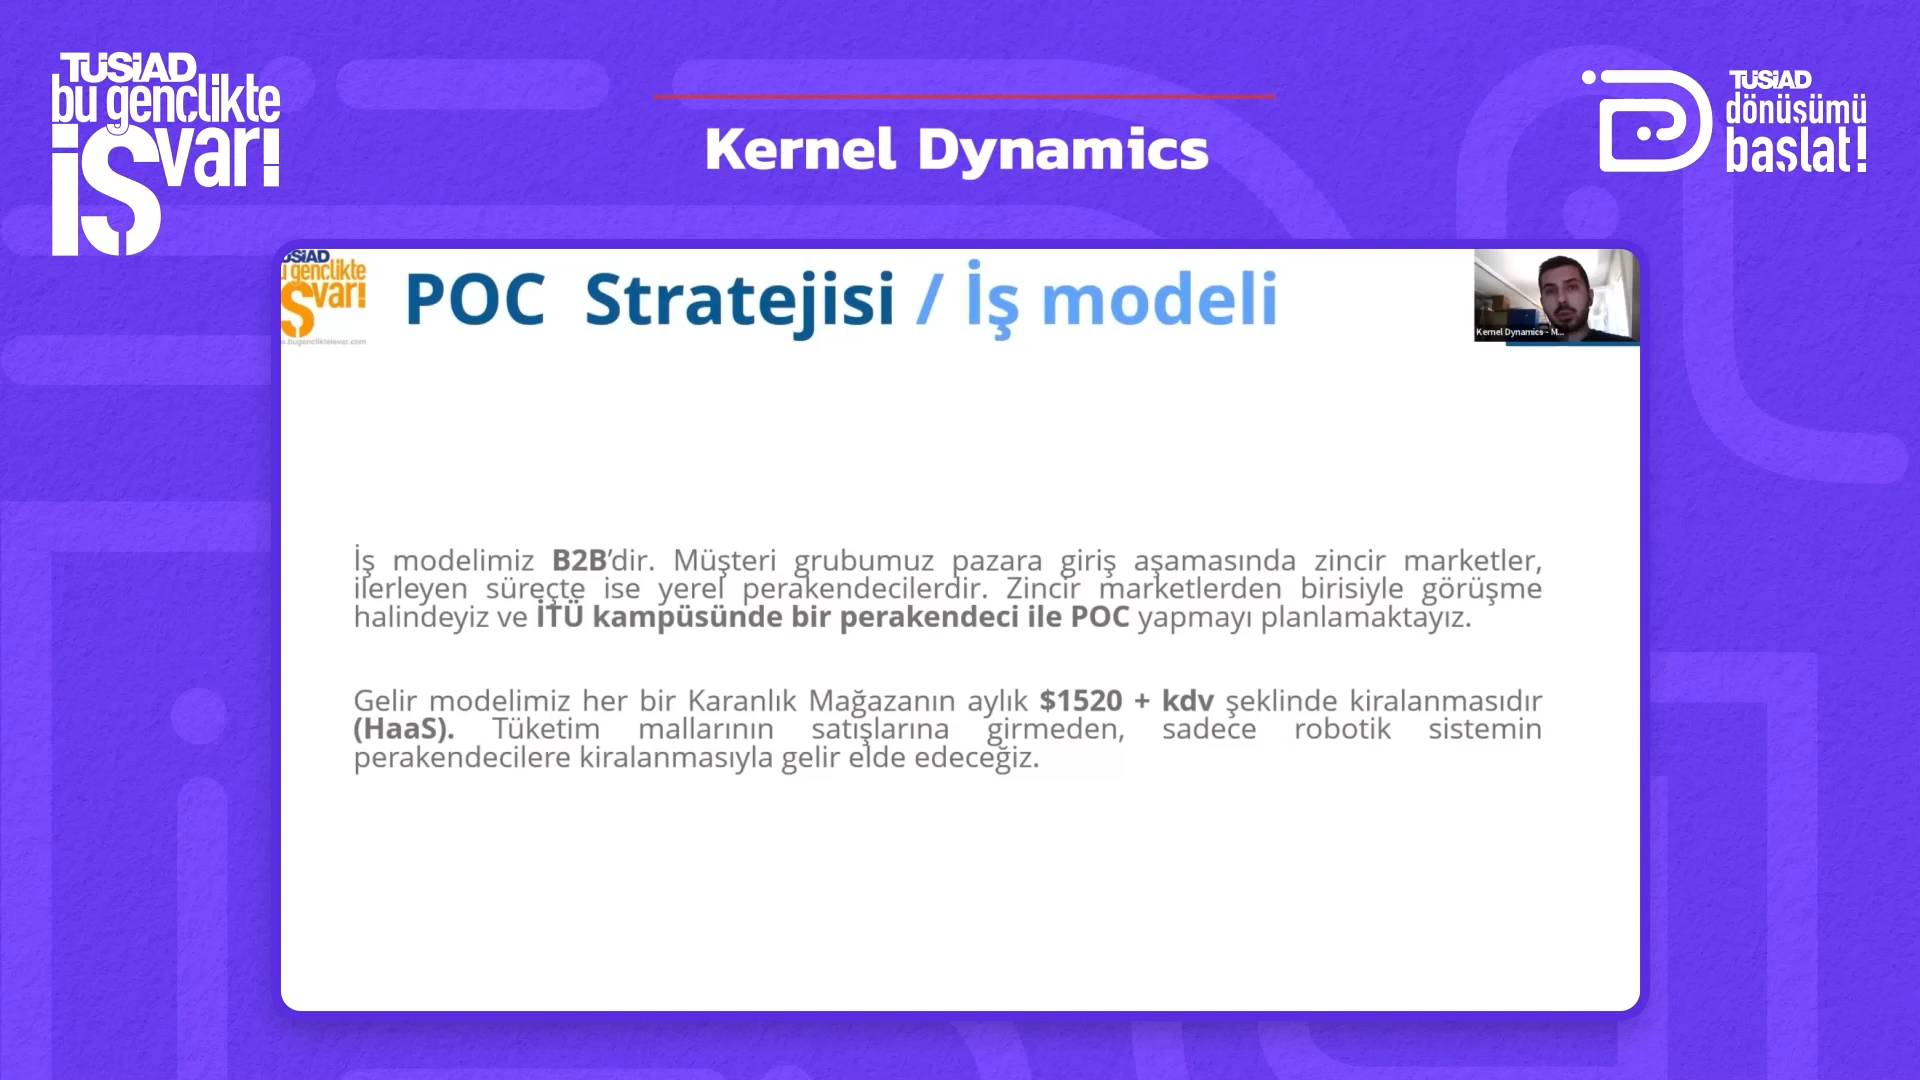 TÜSİAD
bu gençlikte
iş var!
Kernel Dynamics
TÜSİAD
dönüşümü
başlat!
POC Stratejisi / İş modeli
Kernel Dynamics - M...
İş modelimiz B2B’dir. Müşteri grubumuz pazara giriş aşamasında zincir marketler,
ilerleyen süreçte ise yerel perakendecilerdir. Zincir marketlerden birisiyle görüşme
halindeyiz ve İTÜ kampüsünde bir perakendeci ile POC yapmayı planlamaktayız.
Gelir modelimiz her bir Karanlık Mağazanın aylık $1520 + kdv şeklinde kiralanmasıdır
(HaaS). Tüketim mallarının satışlarına girmeden, sadece robotik sistemin
perakendecilere kiralanmasıyla gelir elde edeceğiz.